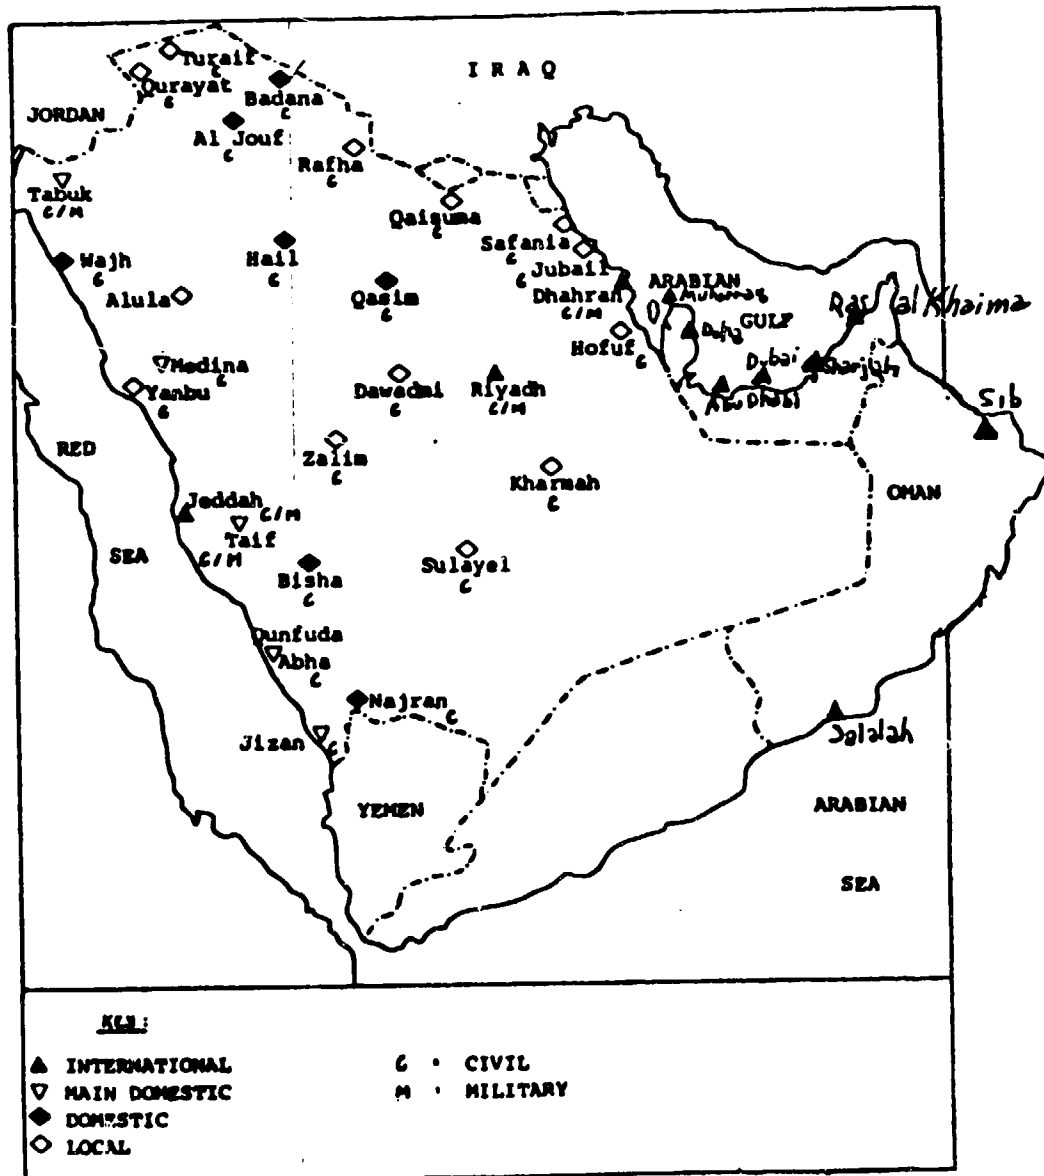 Turaif
C
IRAQ
Qurayat
C
Badana
C
JORDAN
Al Jouf
C
Rafha
C
Tabuk
C/M
Qaisuma
C
Safania
C
Wajh
C
Hail
C
Jubail
C
ARABIAN
Alula
Qasim
C
Dhahran
C/M
Muharraq
Ras al Khaima
Doha
GULF
Hofuf
C
Medina
C
Dubai
Sharjah
Yanbu
C
Dawadmi
C
Riyadh
C/M
Abu Dhabi
Sib
RED
Zalim
C
Kharmah
C
OMAN
Jeddah
C/M
Taif
C/M
SEA
Bisha
C
Sulayel
C
Qunfuda
Abha
C
Najran
C
Jizan
C
Salalah
YEMEN
ARABIAN
SEA
KEY:
INTERNATIONAL
MAIN DOMESTIC
DOMESTIC
LOCAL
C · CIVIL
M · MILITARY